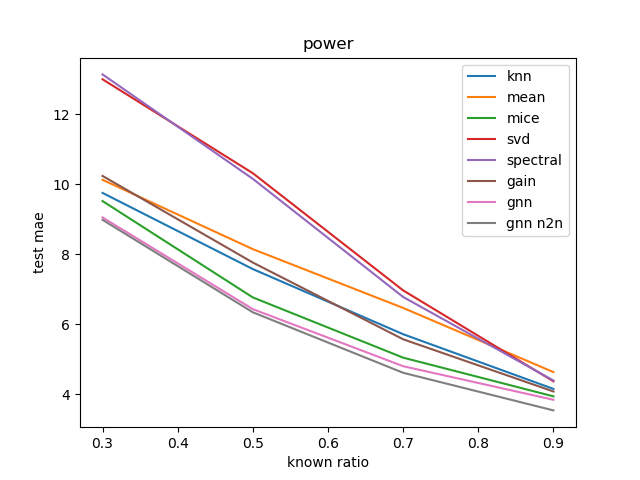 power
test mae
12
10
8
6
4
0.3 0.4 0.5 0.6 0.7 0.8 0.9
known ratio
knn
mean
mice
svd
spectral
gain
gnn
gnn n2n